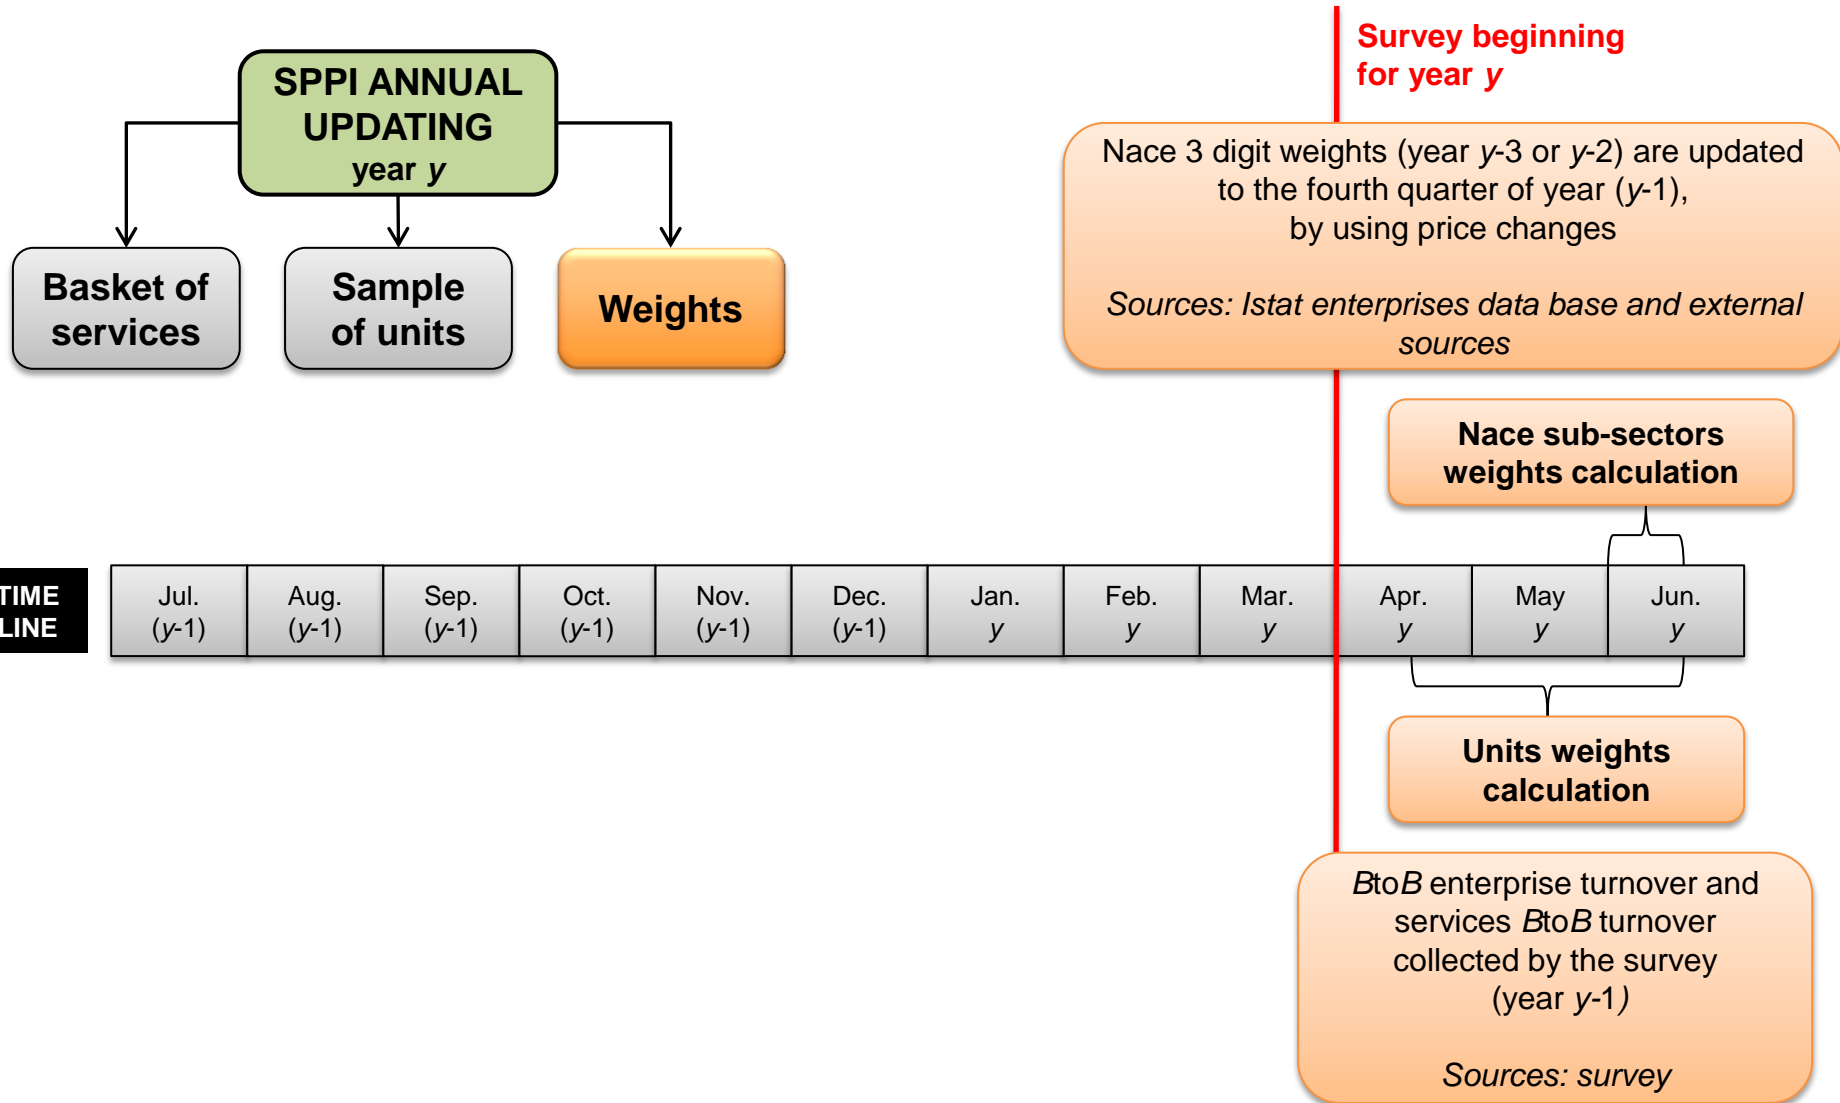 Survey beginning
for year y
SPPI ANNUAL
UPDATING
year y
Basket of
services
Sample
of units
Weights
Nace 3 digit weights (year y-3 or y-2) are updated
to the fourth quarter of year (y-1),
by using price changes
Sources: Istat enterprises data base and external
sources
Nace sub-sectors
weights calculation
TIME
LINE
Jul.
(y-1)
Aug.
(y-1)
Sep.
(y-1)
Oct.
(y-1)
Nov.
(y-1)
Dec.
(y-1)
Jan.
y
Feb.
y
Mar.
y
Apr.
y
May
y
Jun.
y
Units weights
calculation
BtoB enterprise turnover and
services BtoB turnover
collected by the survey
(year y-1)
Sources: survey